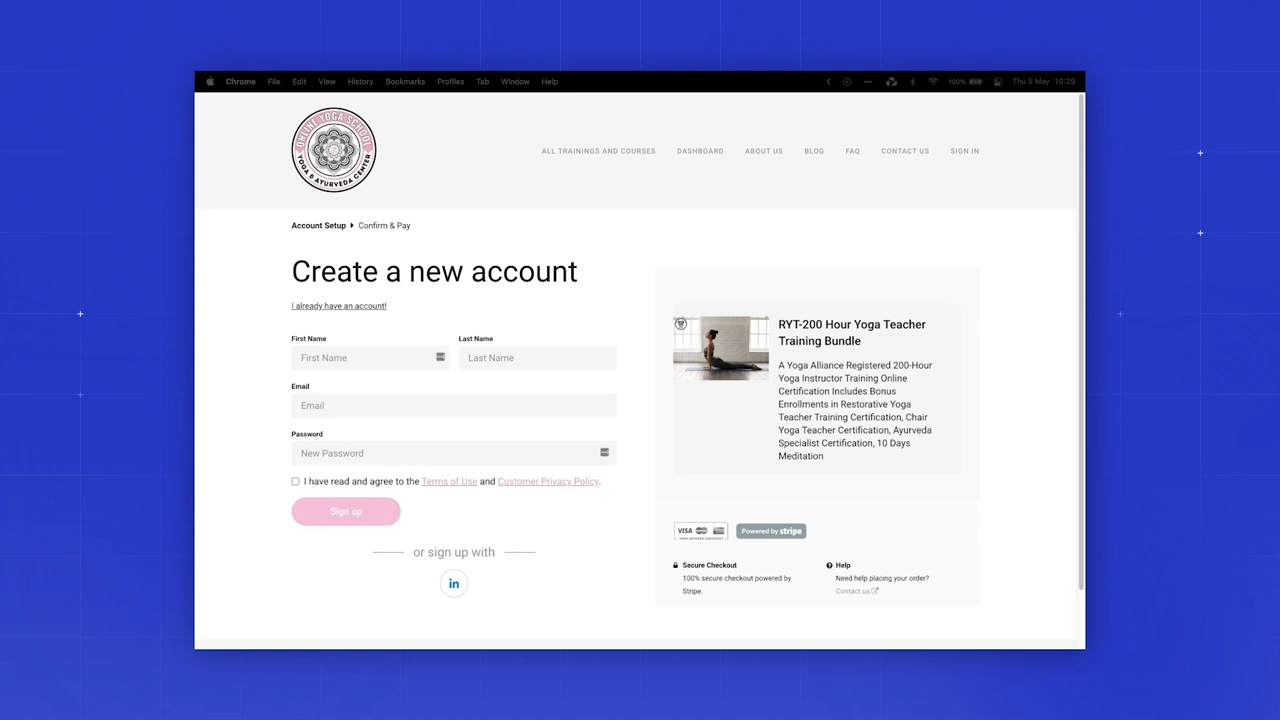 Chrome File Edit View History Bookmarks Profiles Tab Window Help 100% Thu 5 May 10:29
ONLINE YOGA SCHOOL
YOGA & AYURVEDA CENTER
ALL TRAININGS AND COURSES DASHBOARD ABOUT US BLOG FAQ CONTACT US SIGN IN
Account Setup Confirm & Pay
Create a new account
I already have an account!
First Name Last Name
First Name Last Name
Email
Email
Password
New Password
I have read and agree to the Terms of Use and Customer Privacy Policy.
Sign up
or sign up with
in
RYT-200 Hour Yoga Teacher
Training Bundle
A Yoga Alliance Registered 200-Hour
Yoga Instructor Training Online
Certification Includes Bonus
Enrollments in Restorative Yoga
Teacher Training Certification, Chair
Yoga Teacher Certification, Ayurveda
Specialist Certification, 10 Days
Meditation
VISA
100% SECURE CHECKOUT
Powered by stripe
Secure Checkout
100% secure checkout powered by
Stripe.
Help
Need help placing your order?
Contact us